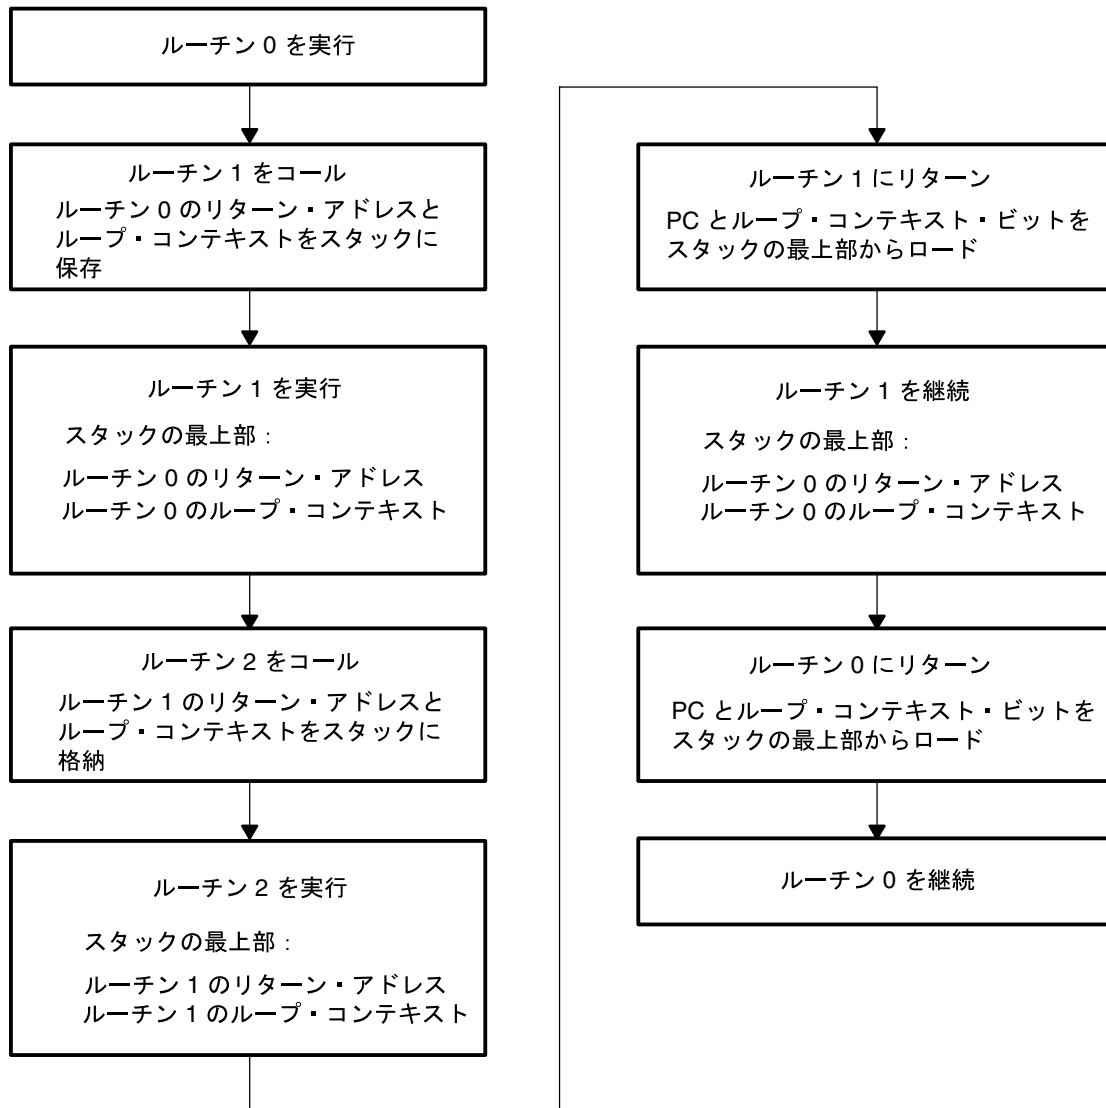 ルーチン 0 を実行
ルーチン 1 をコール
ルーチン 0 のリターン・アドレスと
ループ・コンテキストをスタックに
保存
ルーチン 1 を実行
スタックの最上部 :
ルーチン 0 のリターン・アドレス
ルーチン 0 のループ・コンテキスト
ルーチン 2 をコール
ルーチン 1 のリターン・アドレスと
ループ・コンテキストをスタックに
格納
ルーチン 2 を実行
スタックの最上部 :
ルーチン 1 のリターン・アドレス
ルーチン 1 のループ・コンテキスト
ルーチン 1 にリターン
PC とループ・コンテキスト・ビットを
スタックの最上部からロード
ルーチン 1 を継続
スタックの最上部 :
ルーチン 0 のリターン・アドレス
ルーチン 0 のループ・コンテキスト
ルーチン 0 にリターン
PC とループ・コンテキスト・ビットを
スタックの最上部からロード
ルーチン 0 を継続